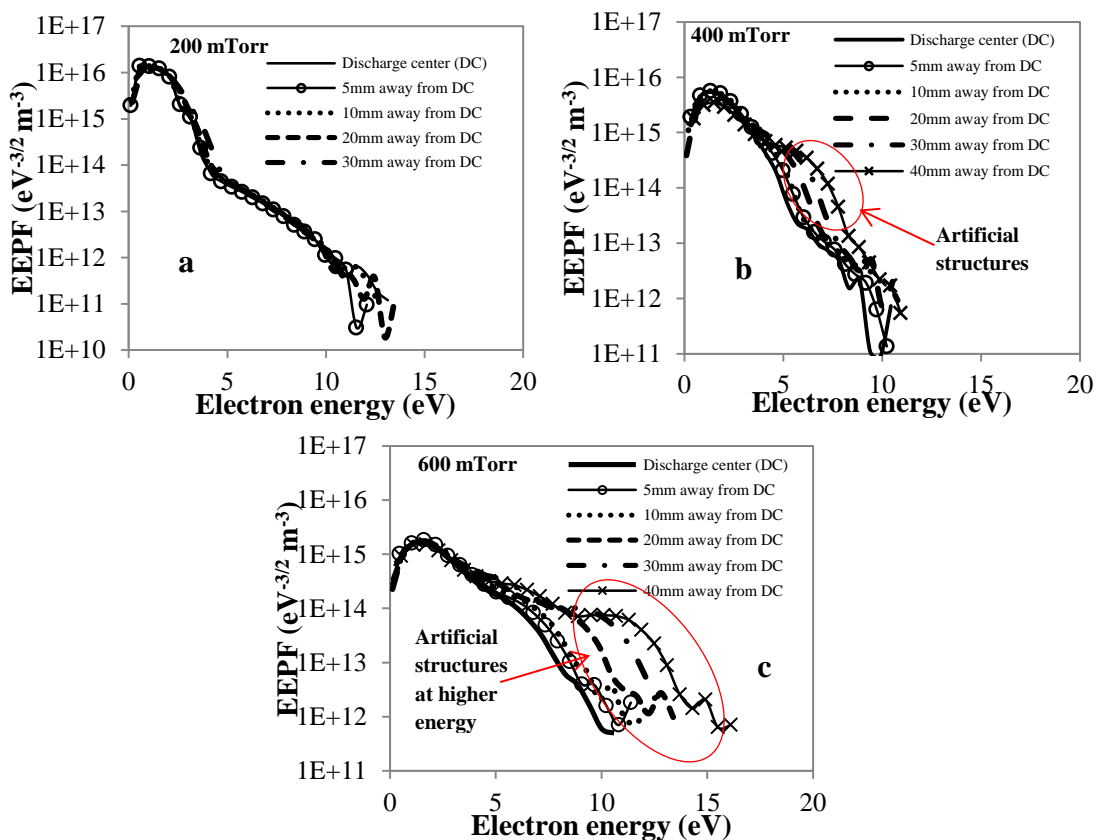 200 mTorr
EEPF (eV-3/2 m-3)
1E+17
1E+16
1E+15
1E+14
1E+13
1E+12
1E+11
1E+10
Discharge center (DC)
5mm away from DC
10mm away from DC
20mm away from DC
30mm away from DC
a
0 5 10 15 20
Electron energy (eV)
400 mTorr
EEPF (eV-3/2 m-3)
1E+17
1E+16
1E+15
1E+14
1E+13
1E+12
1E+11
Discharge center (DC)
5mm away from DC
10mm away from DC
20mm away from DC
30mm away from DC
40mm away from DC
Artificial
structures
b
0 5 10 15 20
Electron energy (eV)
600 mTorr
EEPF (eV-3/2 m-3)
1E+17
1E+16
1E+15
1E+14
1E+13
1E+12
1E+11
Discharge center (DC)
5mm away from DC
10mm away from DC
20mm away from DC
30mm away from DC
40mm away from DC
Artificial
structures
at higher
energy
c
0 5 10 15 20
Electron energy (eV)